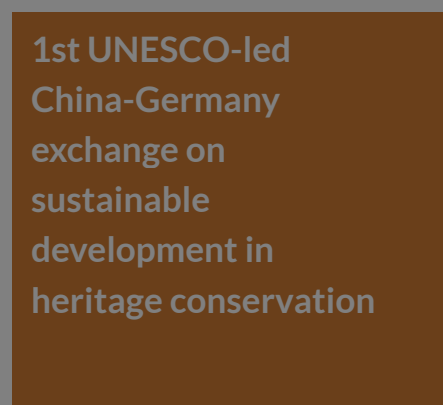 1st UNESCO-led
China-Germany
exchange on
sustainable
development in
heritage conservation